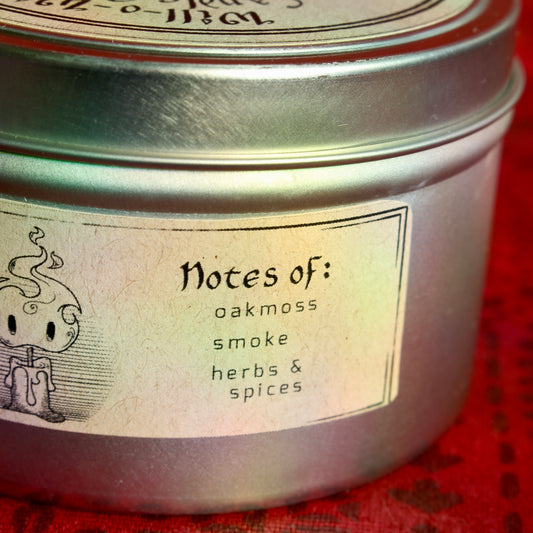 Notes of:
oakmoss
smoke
herbs &
spices